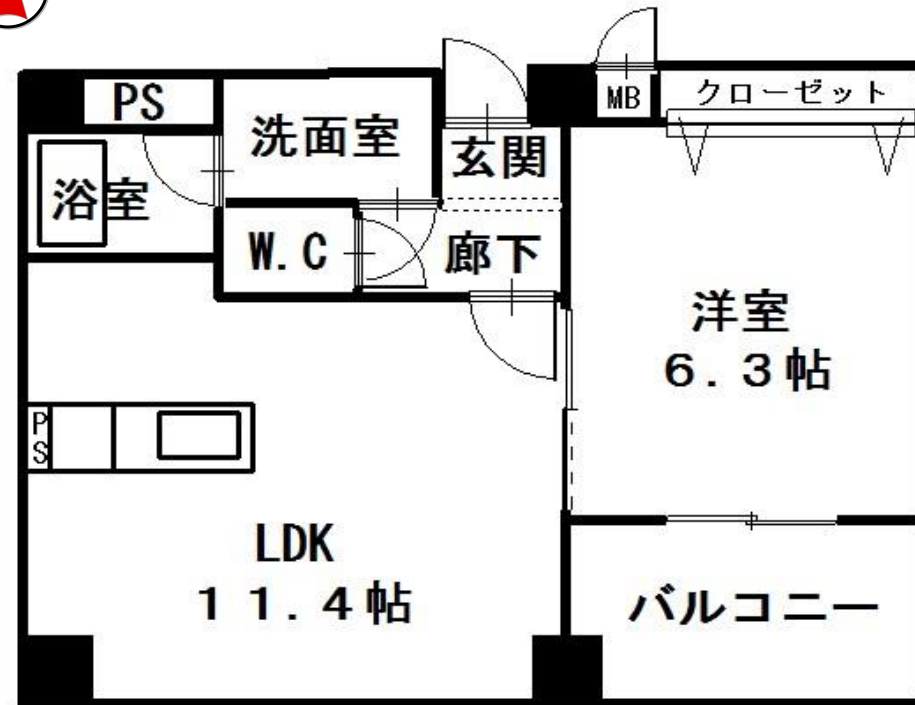 PS
洗面室
玄関
MB
クローゼット
浴室
W.C
廊下
洋室
6.3帖
PS
LDK
11.4帖
バルコニー